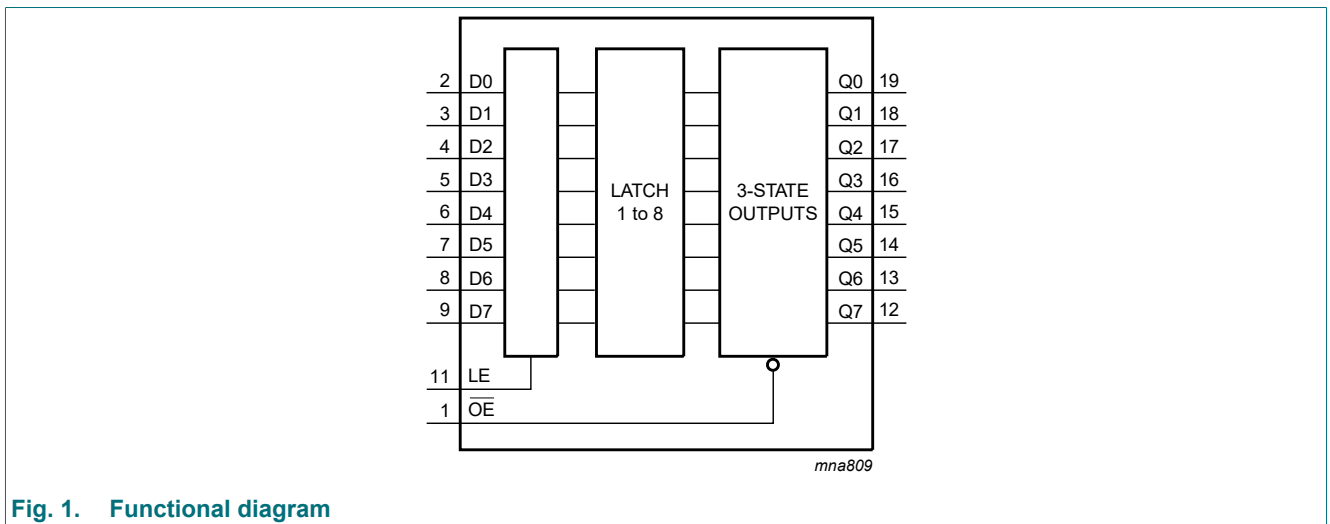 2 D0 Q0 19
3 D1 Q1 18
4 D2 Q2 17
5 D3 Q3 16
LATCH 3-STATE
1 to 8 OUTPUTS
6 D4 Q4 15
7 D5 Q5 14
8 D6 Q6 13
9 D7 Q7 12
11 LE
1 O̅E̅
mna809
Fig. 1. Functional diagram